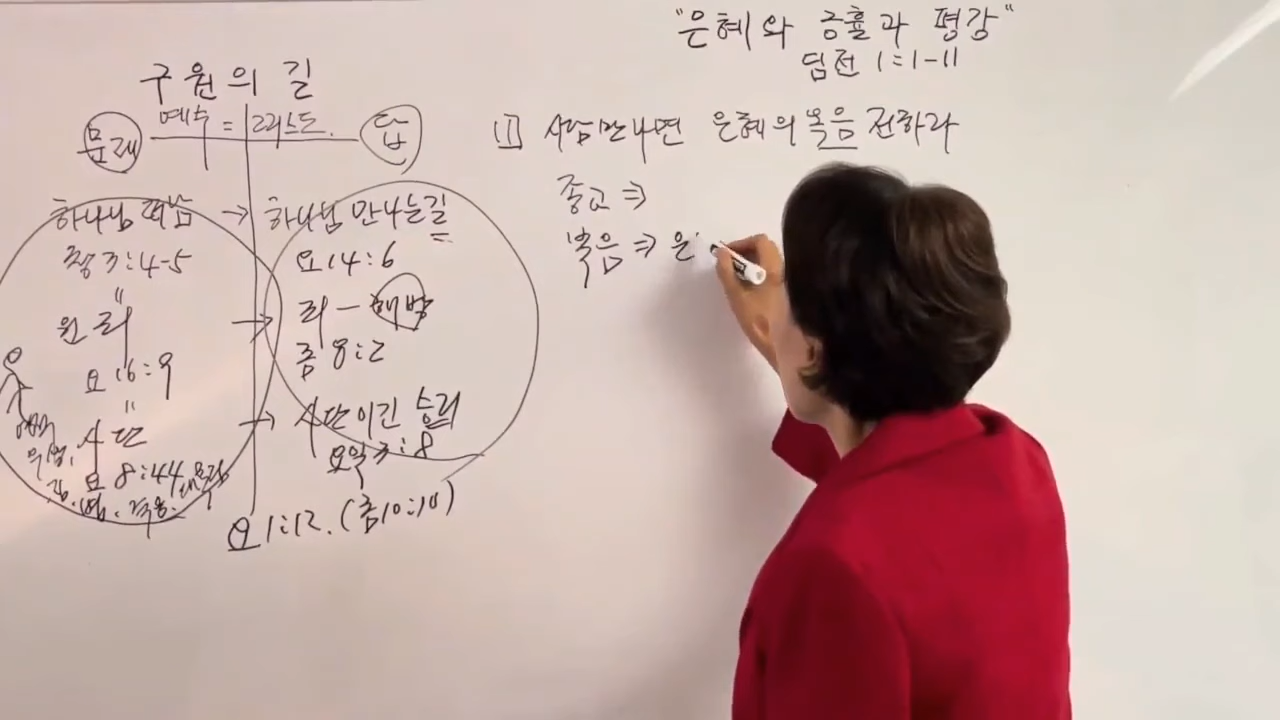 구원의 길
예수 = 그리스도.
문제
답
하나님 떠남 → 하나님 만나는 길
창 3:4-5
요 14:6
"
원죄 → 죄 - 해방
요 16:9
롬 8:2
"
사단 → 사단 이긴 승리
요 8:44
요일 3:8
요 1:12. (롬 10:10)
"은혜와 긍휼과 평강"
딤전 1:1-11
1 사람 만나면 은혜의 복음 전하라
종교 ⇒
복음 ⇒ 은